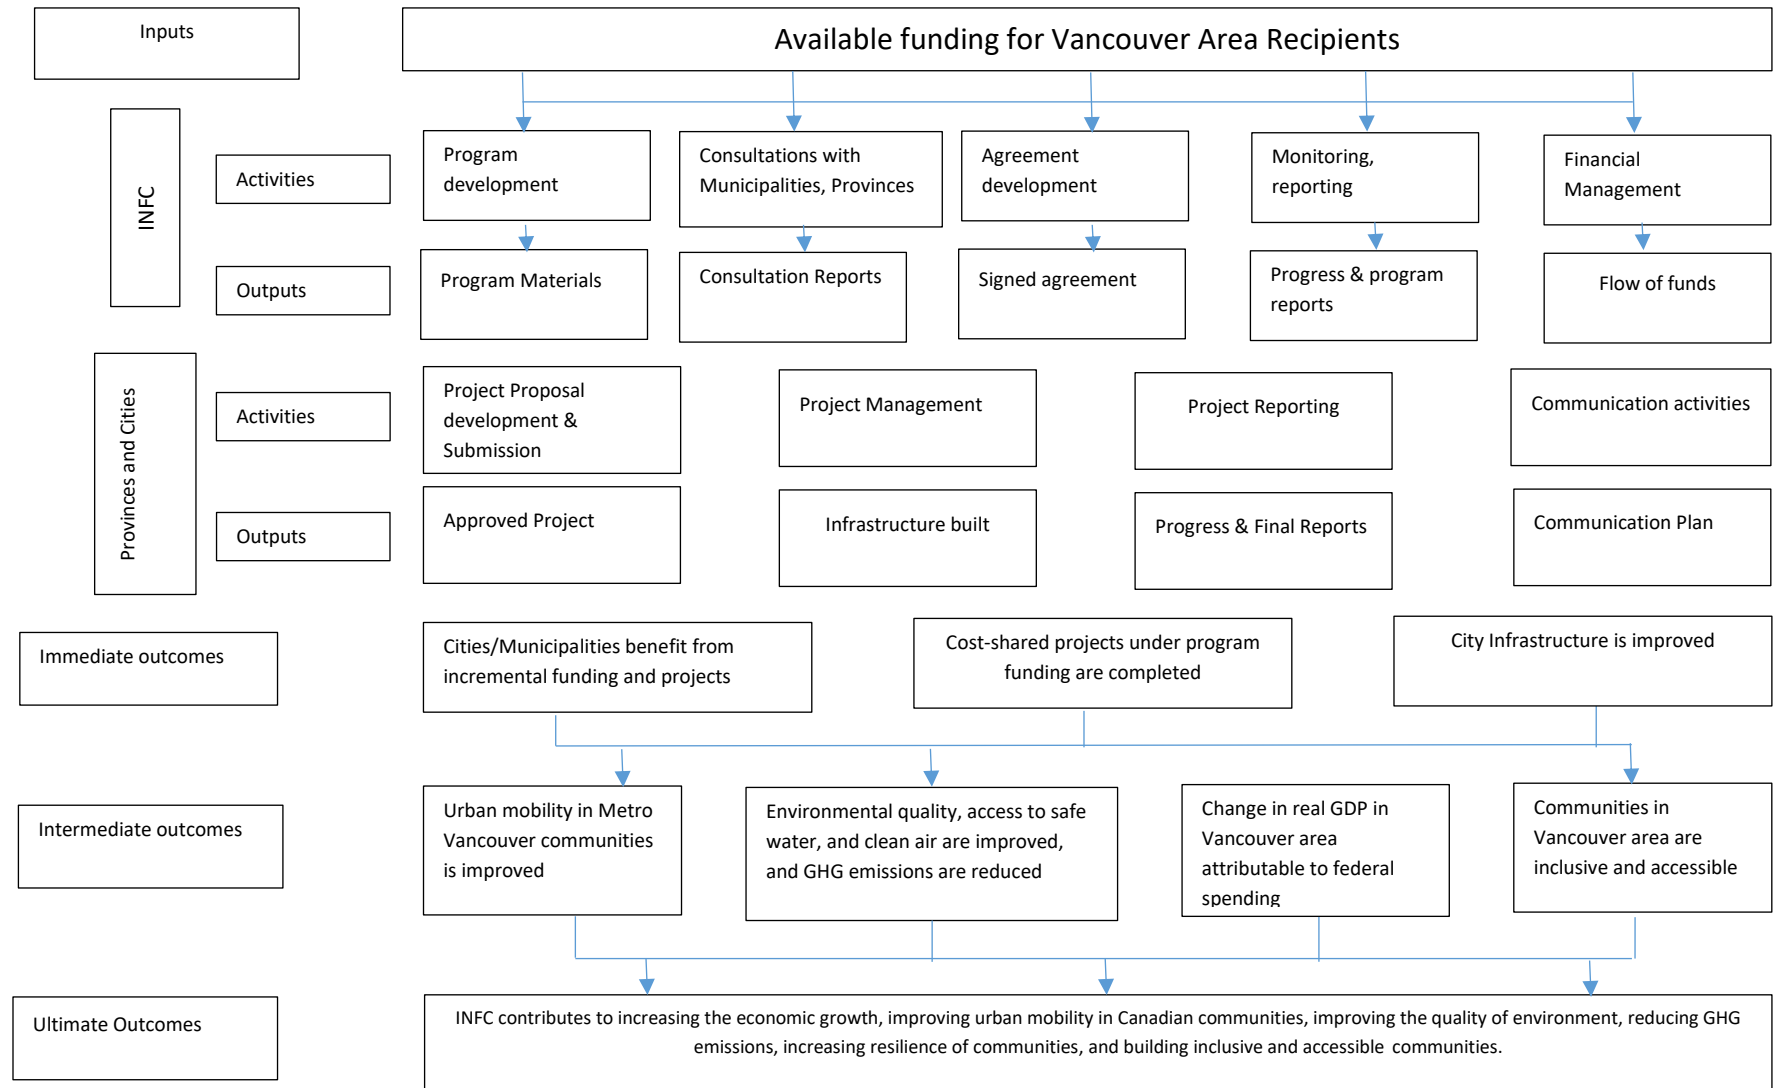 Inputs
Available funding for Vancouver Area Recipients
INFC
Activities
Program
development
Consultations with
Municipalities, Provinces
Agreement
development
Monitoring,
reporting
Financial
Management
Outputs
Program Materials
Consultation Reports
Signed agreement
Progress & program
reports
Flow of funds
Provinces and Cities
Activities
Project Proposal
development &
Submission
Project Management
Project Reporting
Communication activities
Outputs
Approved Project
Infrastructure built
Progress & Final Reports
Communication Plan
Immediate outcomes
Cities/Municipalities benefit from
incremental funding and projects
Cost-shared projects under program
funding are completed
City Infrastructure is improved
Intermediate outcomes
Urban mobility in Metro
Vancouver communities
is improved
Environmental quality, access to safe
water, and clean air are improved,
and GHG emissions are reduced
Change in real GDP in
Vancouver area
attributable to federal
spending
Communities in
Vancouver area are
inclusive and accessible
Ultimate Outcomes
INFC contributes to increasing the economic growth, improving urban mobility in Canadian communities, improving the quality of environment, reducing GHG
emissions, increasing resilience of communities, and building inclusive and accessible communities.